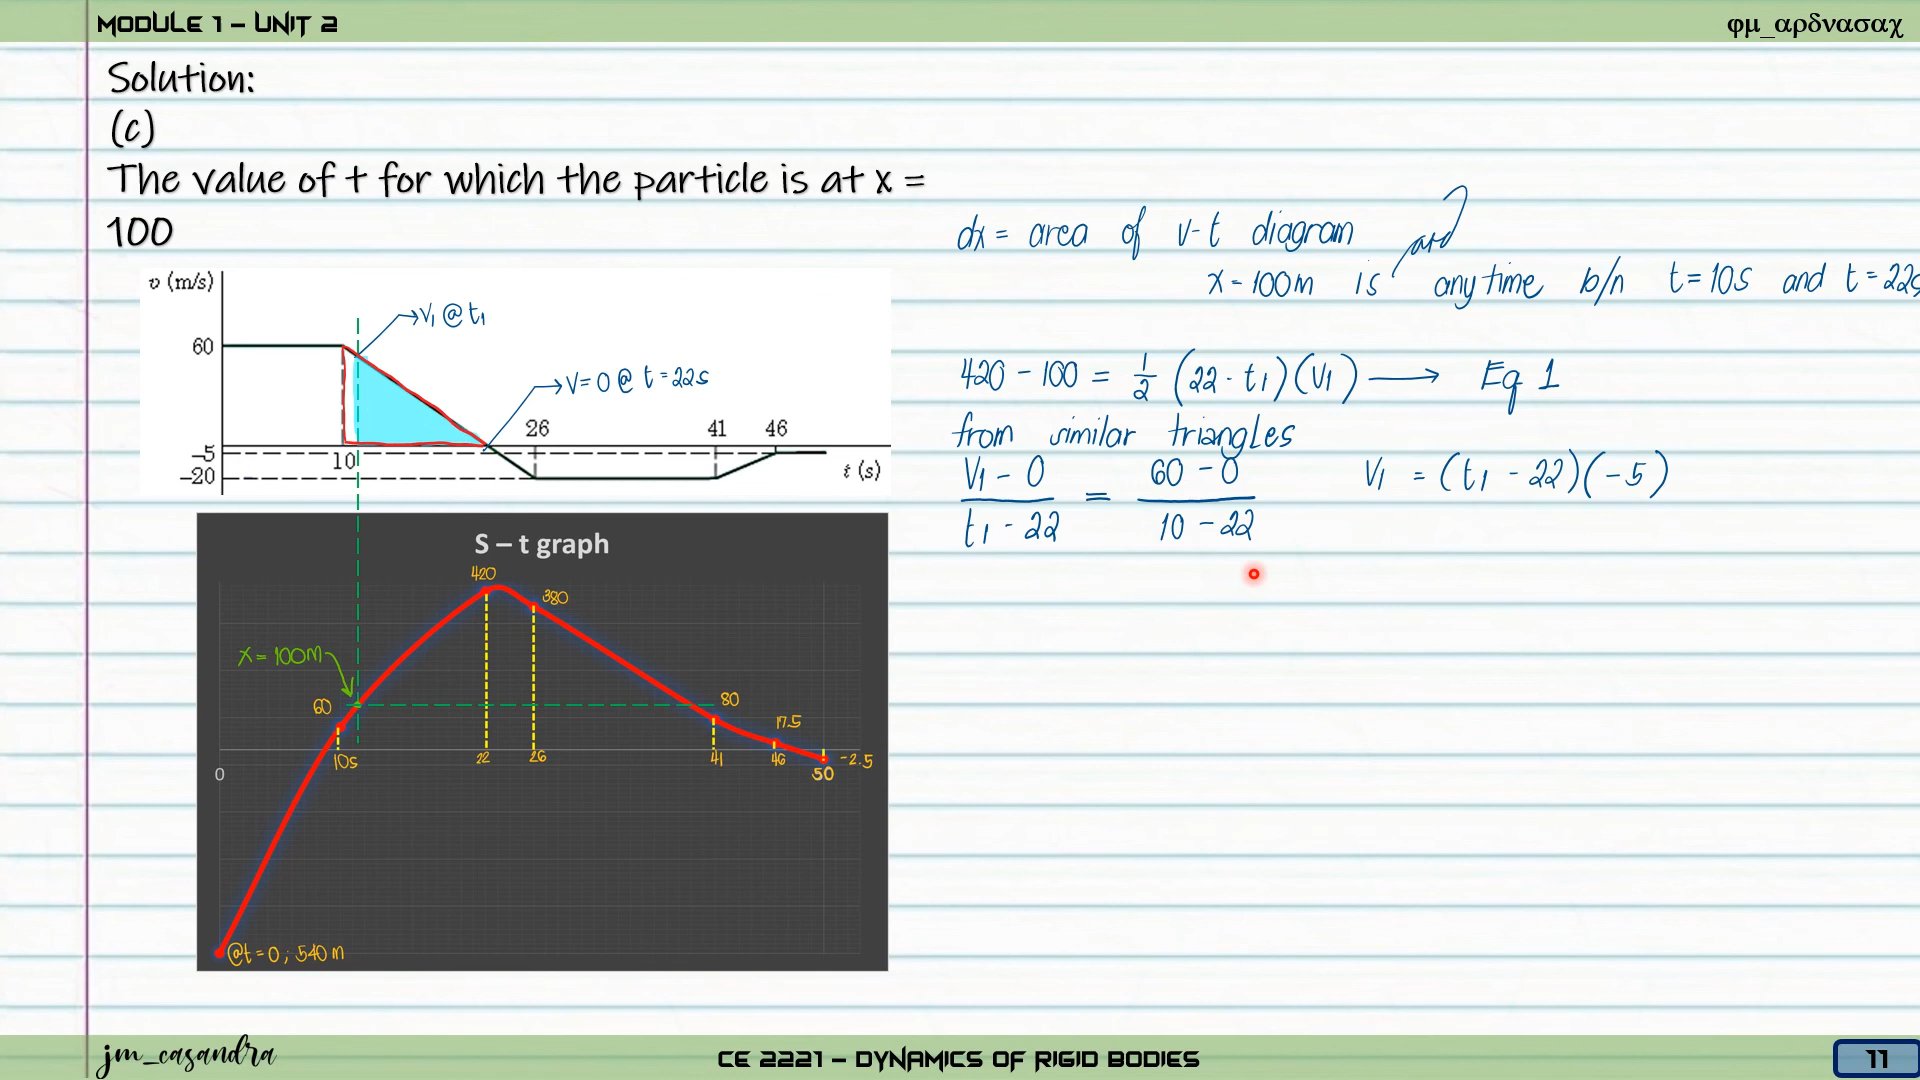 MODULE 1 – UNIT 2
φμ_αρδνασαχ
Solution:
(c)
The value of t for which the particle is at x =
100
dx = area of v-t diagram
and
x = 100m is any time b/n t = 10s and t = 22s
v (m/s)
V₁ @ t₁
60
V = 0 @ t = 22s
26
41
46
-5
10
-20
t (s)
420 - 100 = 1/2 (22 - t₁)(V₁) → Eq 1
from similar triangles
V₁ - 0 / t₁ - 22 = 60 - 0 / 10 - 22
V₁ = (t₁ - 22)(-5)
S – t graph
420
380
X = 100M
60
80
17.5
0
10s
22
26
41
46
50
-2.5
@t = 0 ; 540 m
jm_casandra
CE 2221 – DYNAMICS OF RIGID BODIES
11